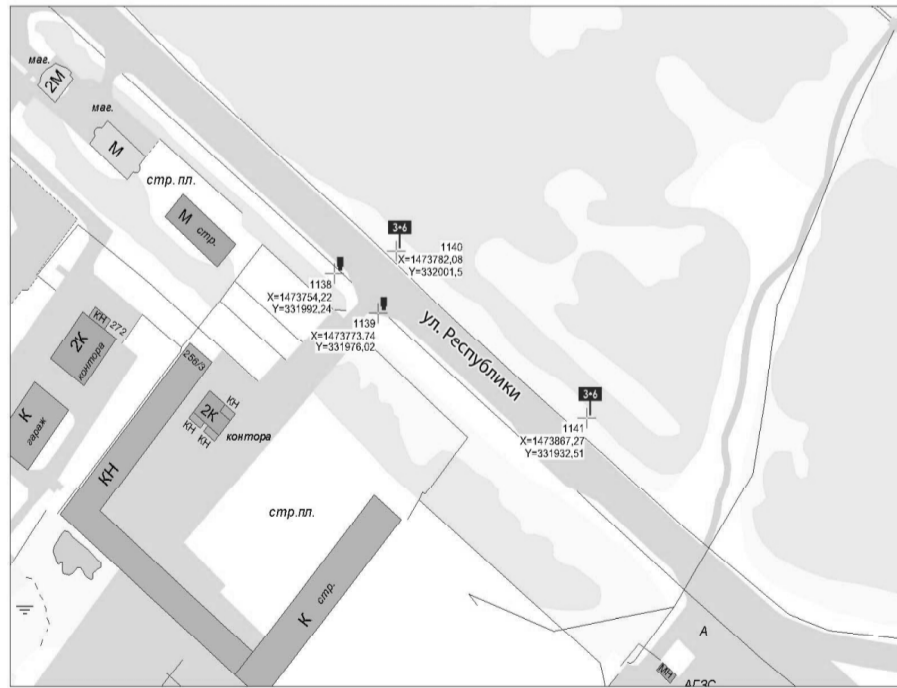 маг.
2М
маг.
М
стр. пл.
М стр.
3•6
1140
X=1473782,08
Y=332001,5
1138
X=1473754,22
Y=331992,24
1139
X=1473773.74
Y=331976,02
ул. Республики
КН 272
2К
контора
256/3
К
гараж
КН
2К
КН
КН
контора
3•6
1141
X=1473867,27
Y=331932,51
КН
стр.пл.
К стр.
А
МН
АГЗС